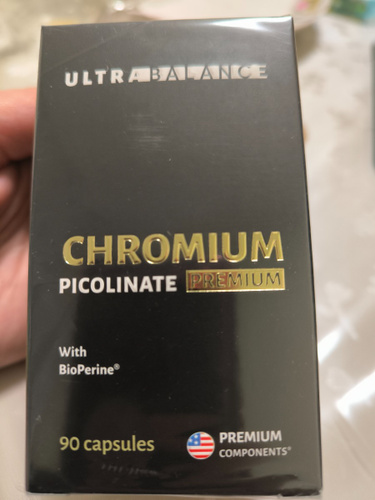 ULTRABALANCE
CHROMIUM
PICOLINATE PREMIUM
With
BioPerine®
90 capsules
PREMIUM
COMPONENTS®